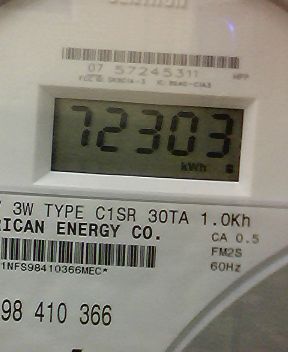 07 57245311
72303
kWh
3W TYPE C1SR 30TA 1.0Kh
RICAN ENERGY CO.
CA 0.5
FM2S
60Hz
1NFS98410366MEC*
98 410 366